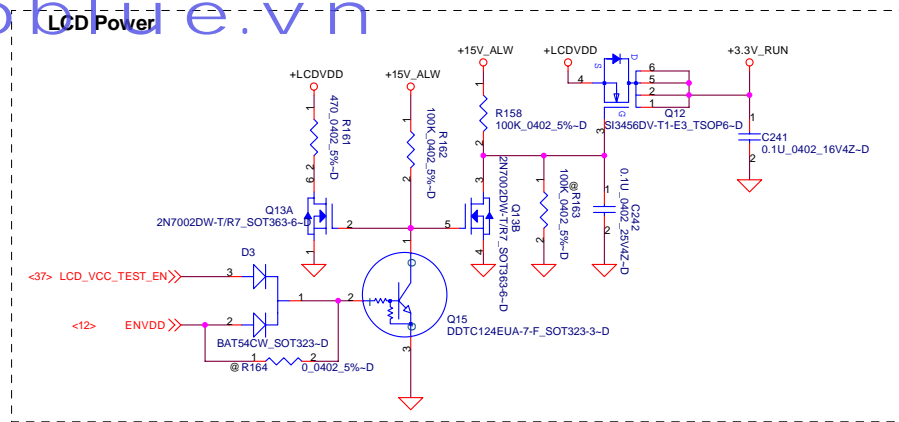 blue.vn
LCD Power
+15V_ALW
+LCDVDD
+3.3V_RUN
+LCDVDD
+15V_ALW
S
D
G
4
6
5
2
1
3
Q12
SI3456DV-T1-E3_TSOP6~D
1
2
R158
100K_0402_5%~D
1
2
C241
0.1U_0402_16V4Z~D
1
2
R161
470_0402_5%~D
1
2
R162
100K_0402_5%~D
6
2
1
Q13A
2N7002DW-T/R7_SOT363-6~D
3
5
4
Q13B
2N7002DW-T/R7_SOT363-6~D
1
2
@R163
100K_0402_5%~D
1
2
C242
0.1U_0402_25V4Z~D
D3
<37> LCD_VCC_TEST_EN
3
1
2
1
3
<12> ENVDD
2
BAT54CW_SOT323~D
Q15
DDTC124EUA-7-F_SOT323-3~D
1
2
@R164
0_0402_5%~D